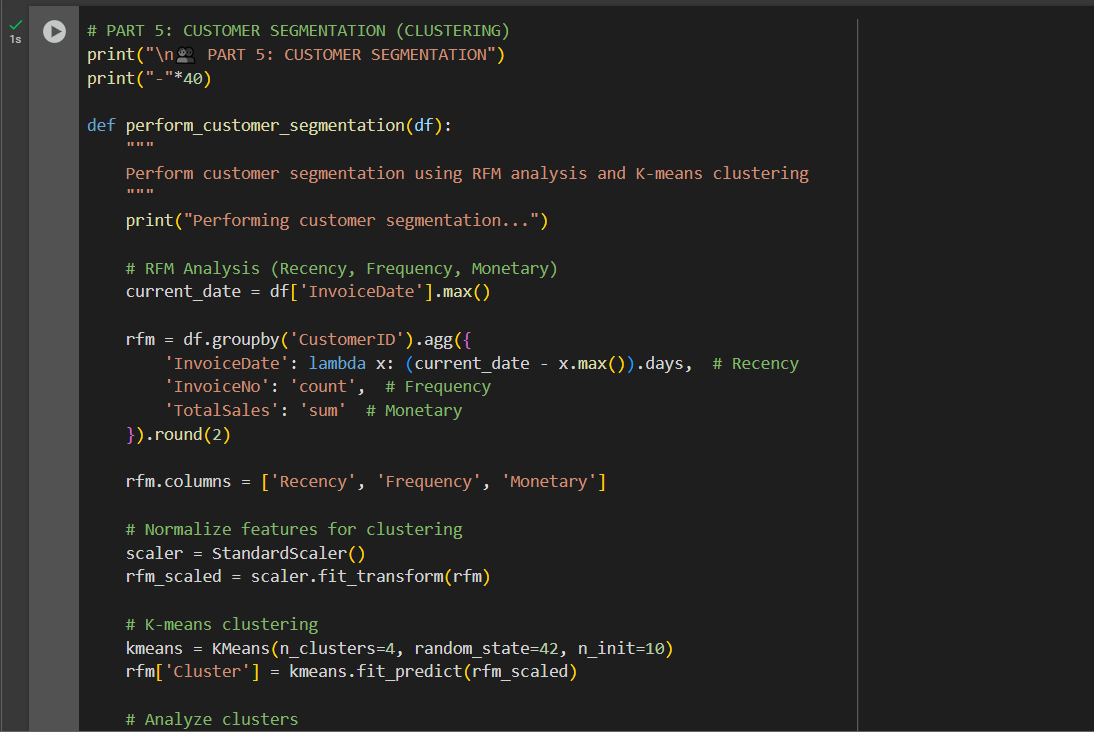 1s
# PART 5: CUSTOMER SEGMENTATION (CLUSTERING)
print("\n👥 PART 5: CUSTOMER SEGMENTATION")
print("-"*40)

def perform_customer_segmentation(df):
    """
    Perform customer segmentation using RFM analysis and K-means clustering
    """
    print("Performing customer segmentation...")

    # RFM Analysis (Recency, Frequency, Monetary)
    current_date = df['InvoiceDate'].max()

    rfm = df.groupby('CustomerID').agg({
        'InvoiceDate': lambda x: (current_date - x.max()).days,  # Recency
        'InvoiceNo': 'count',  # Frequency
        'TotalSales': 'sum'  # Monetary
    }).round(2)

    rfm.columns = ['Recency', 'Frequency', 'Monetary']

    # Normalize features for clustering
    scaler = StandardScaler()
    rfm_scaled = scaler.fit_transform(rfm)

    # K-means clustering
    kmeans = KMeans(n_clusters=4, random_state=42, n_init=10)
    rfm['Cluster'] = kmeans.fit_predict(rfm_scaled)

    # Analyze clusters